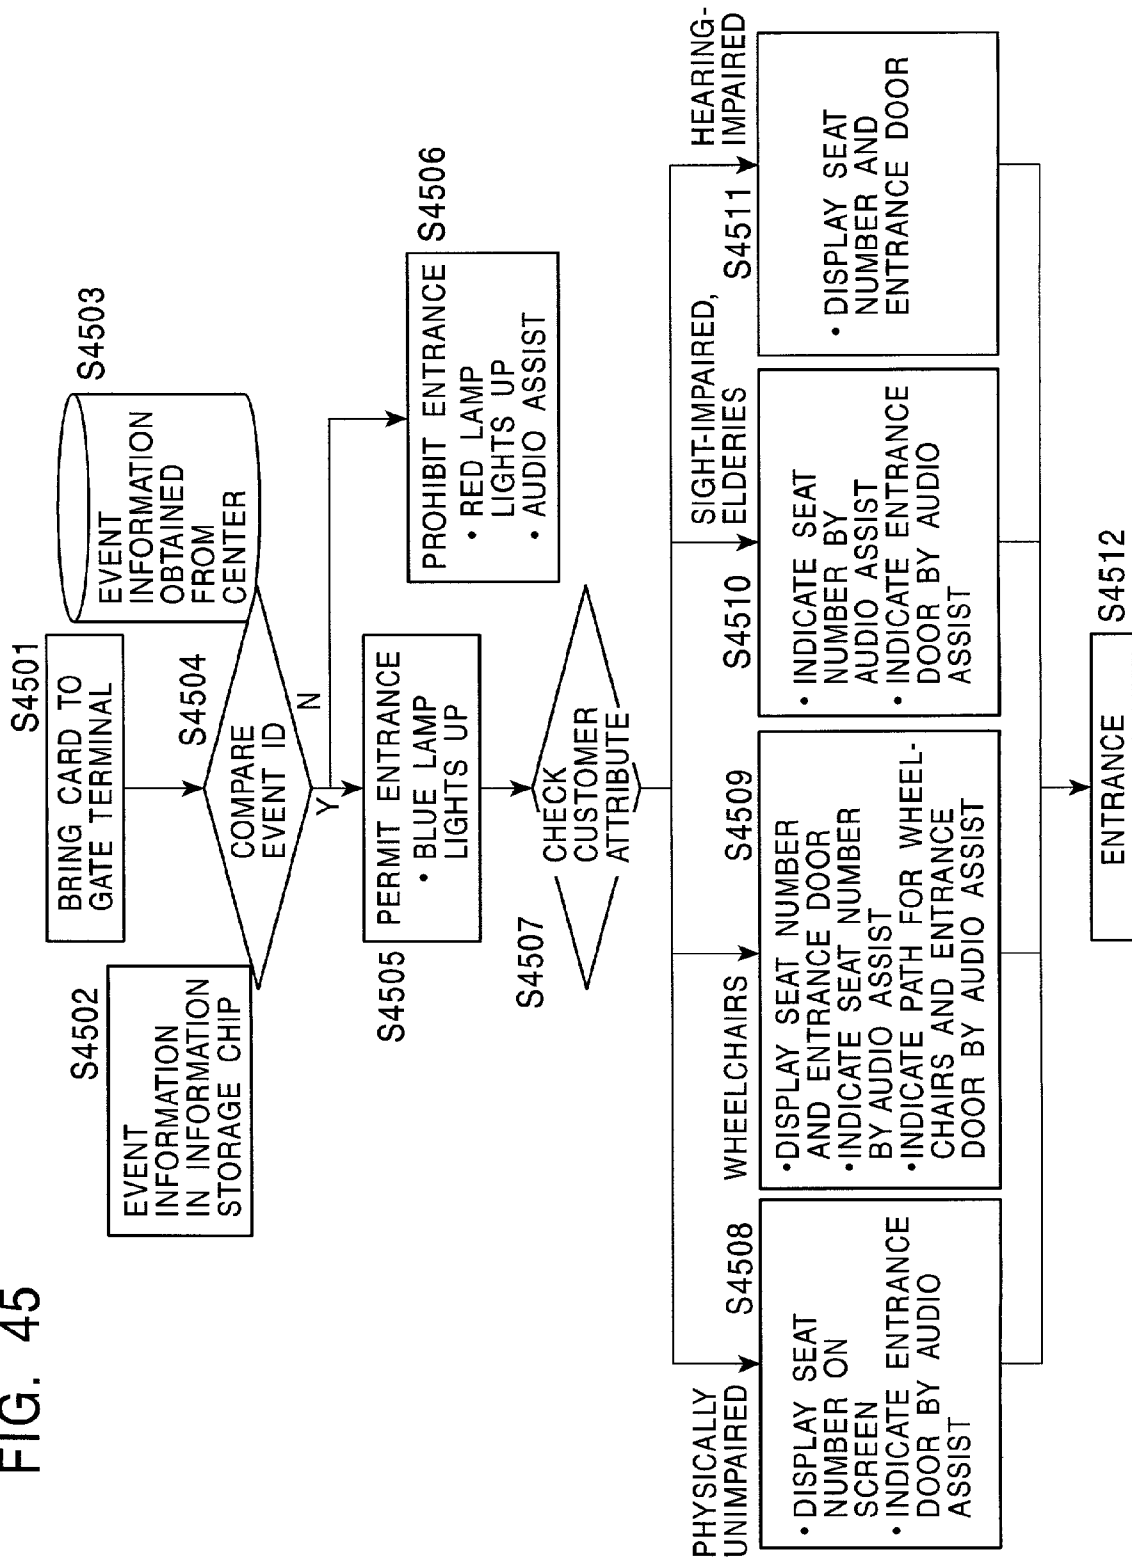 FIG. 45
S4501
BRING CARD TO
GATE TERMINAL
S4502
EVENT
INFORMATION
IN INFORMATION
STORAGE CHIP
S4503
EVENT
INFORMATION
OBTAINED
FROM
CENTER
S4504
COMPARE
EVENT ID
Y
N
S4505
PERMIT ENTRANCE
• BLUE LAMP
LIGHTS UP
S4506
PROHIBIT ENTRANCE
• RED LAMP
LIGHTS UP
• AUDIO ASSIST
S4507
CHECK
CUSTOMER
ATTRIBUTE
PHYSICALLY
UNIMPAIRED
S4508
• DISPLAY SEAT
NUMBER ON
SCREEN
• INDICATE ENTRANCE
DOOR BY AUDIO
ASSIST
WHEELCHAIRS
S4509
• DISPLAY SEAT NUMBER
AND ENTRANCE DOOR
• INDICATE SEAT NUMBER
BY AUDIO ASSIST
• INDICATE PATH FOR WHEEL-
CHAIRS AND ENTRANCE
DOOR BY AUDIO ASSIST
SIGHT-IMPAIRED,
ELDERIES
S4510
• INDICATE SEAT
NUMBER BY
AUDIO ASSIST
• INDICATE ENTRANCE
DOOR BY AUDIO
ASSIST
HEARING-
IMPAIRED
S4511
• DISPLAY SEAT
NUMBER AND
ENTRANCE DOOR
ENTRANCE
S4512